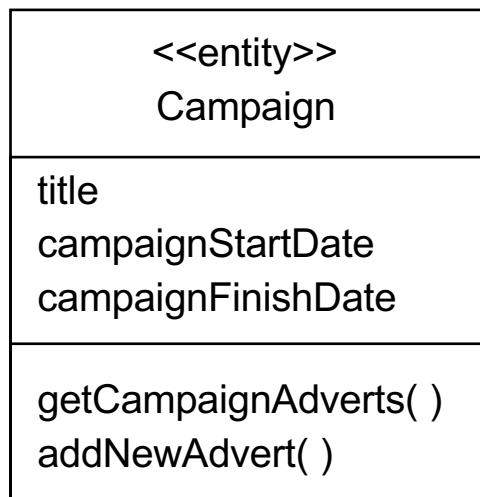 <<entity>>
Campaign
title
campaignStartDate
campaignFinishDate
getCampaignAdverts( )
addNewAdvert( )